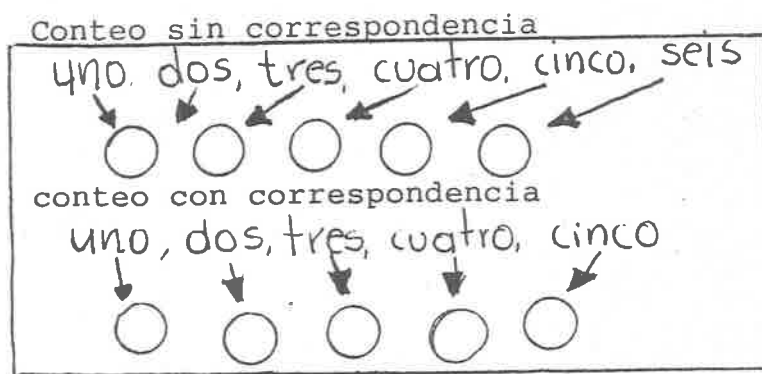 Conteo sin correspondencia
uno. dos, tres, cuatro, cinco, seis
conteo con correspondencia
uno, dos, tres, cuatro, cinco